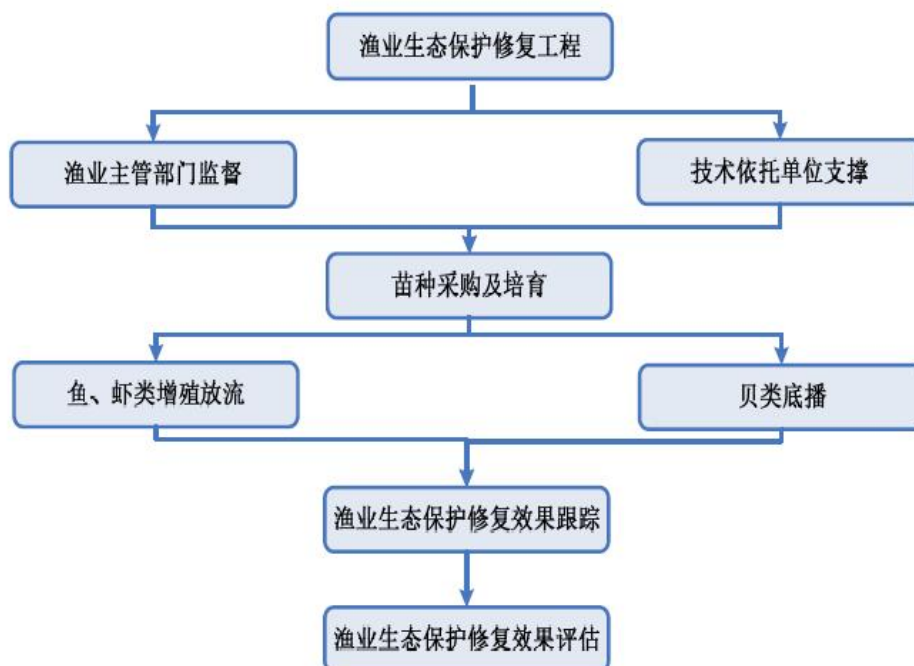 渔业生态保护修复工程
渔业主管部门监督
技术依托单位支撑
苗种采购及培育
鱼、虾类增殖放流
贝类底播
渔业生态保护修复效果跟踪
渔业生态保护修复效果评估